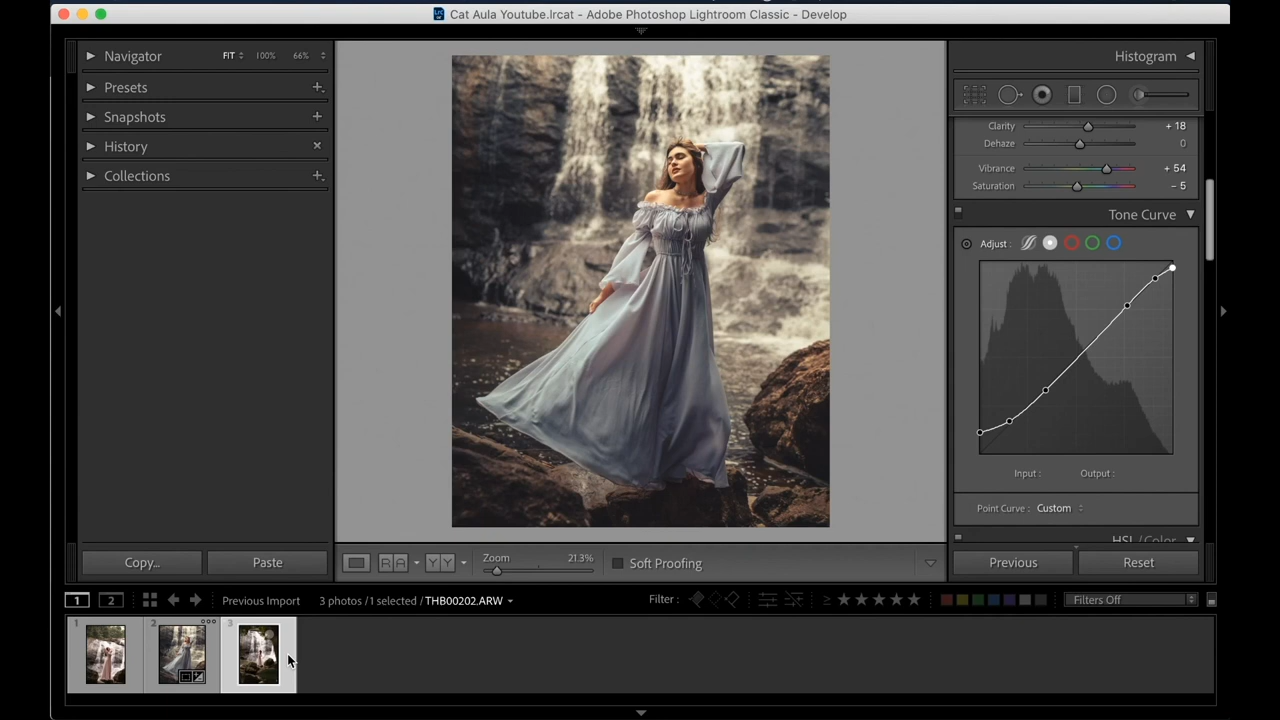 Cat Aula Youtube.lrcat - Adobe Photoshop Lightroom Classic - Develop
Navigator FIT 100% 66%
Presets
Snapshots
History
Collections
Copy... Paste
Histogram
Clarity + 18
Dehaze 0
Vibrance + 54
Saturation - 5
Tone Curve
Adjust :
Input : Output :
Point Curve : Custom
HSL / Color
Previous Reset
R A Y Y Zoom 21.3% Soft Proofing
1 2 Previous Import 3 photos /1 selected / THB00202.ARW Filter : ≥ ★★★★★ Filters Off
1 2 3